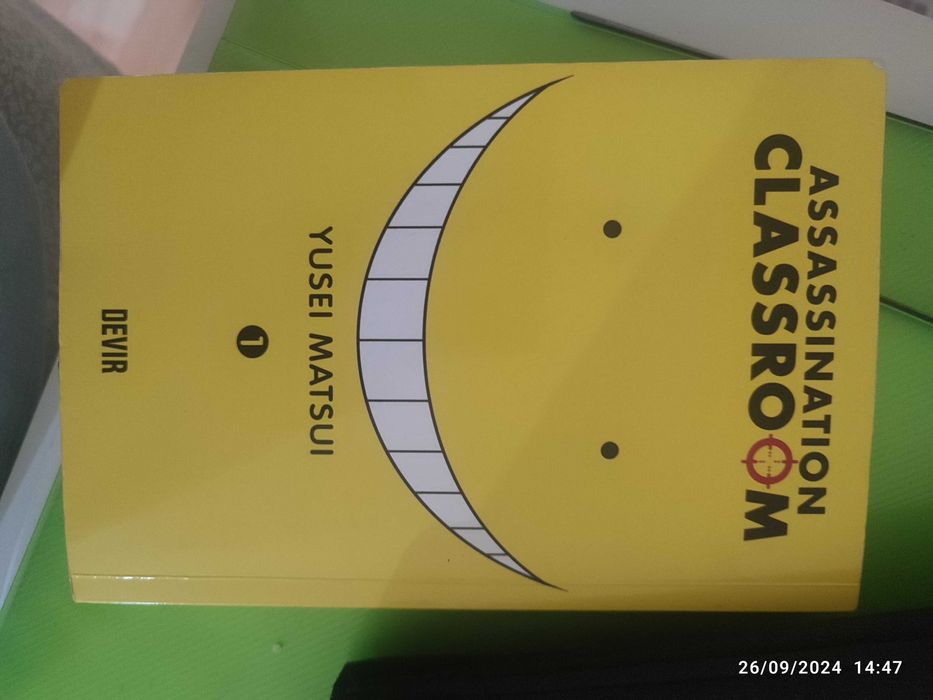 ASSASSINATION
CLASSROOM
YUSEI MATSUI
1
DEVIR
26/09/2024 14:47